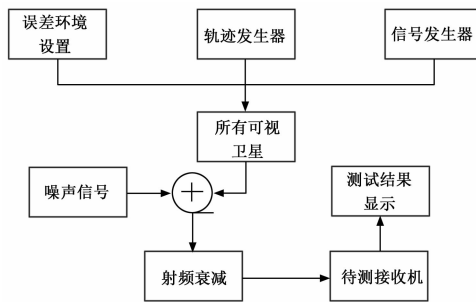 误差环境
设置
轨迹发生器
信号发生器
所有可视
卫星
噪声信号
测试结果
显示
射频衰减
待测接收机